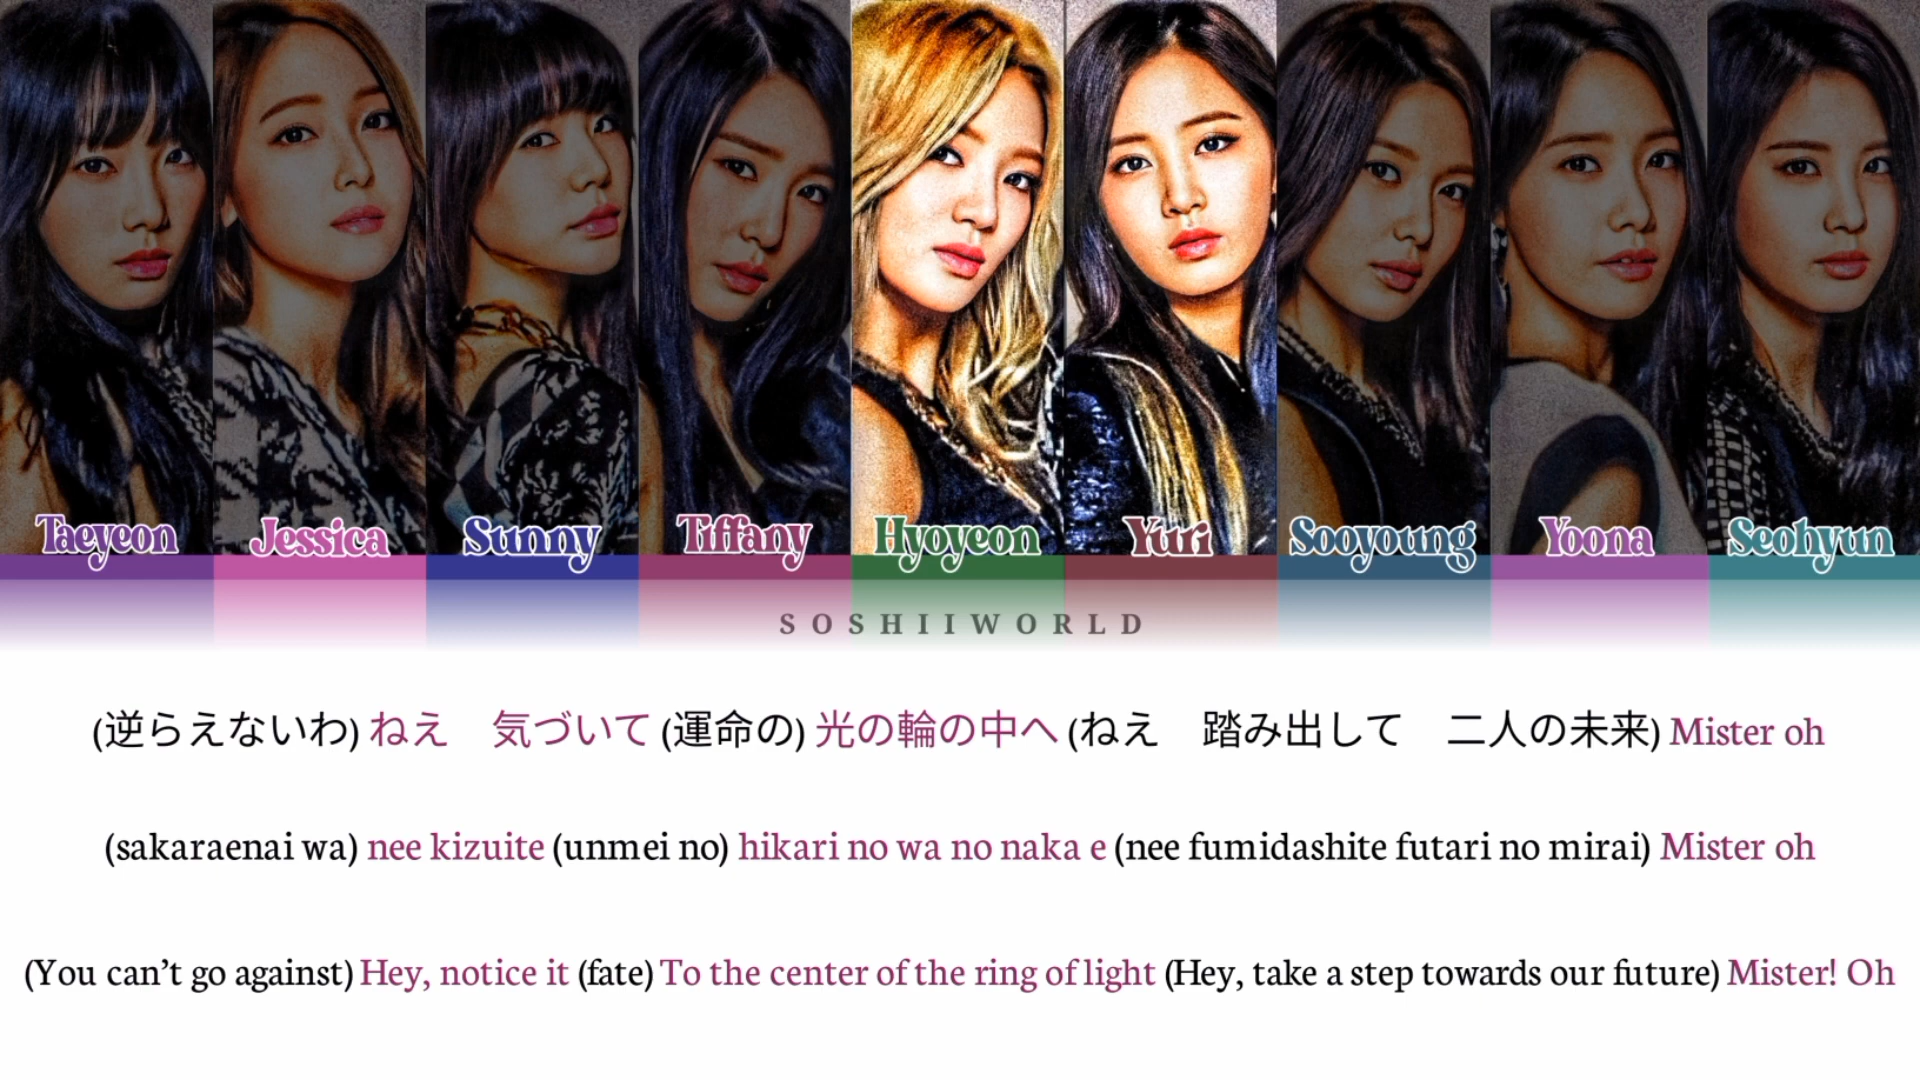 Taeyeon Jessica Sunny Tiffany Hyoyeon Yuri Sooyoung Yoona Seohyun
SOSHIIWORLD
(逆らえないわ) ねえ　気づいて (運命の) 光の輪の中へ (ねえ　踏み出して　二人の未来) Mister oh
(sakaraenai wa) nee kizuite (unmei no) hikari no wa no naka e (nee fumidashite futari no mirai) Mister oh
(You can’t go against) Hey, notice it (fate) To the center of the ring of light (Hey, take a step towards our future) Mister! Oh